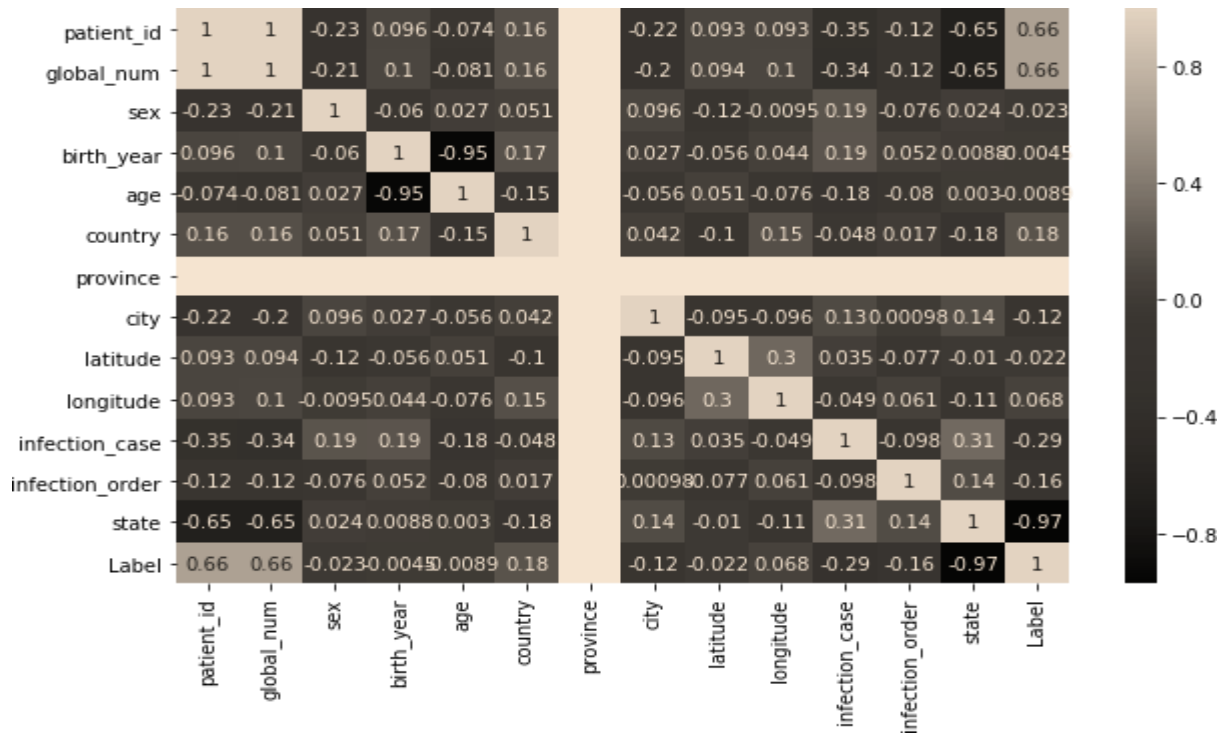 patient_id 1 1 -0.23 0.096 -0.074 0.16 -0.22 0.093 0.093 -0.35 -0.12 -0.65 0.66
global_num 1 1 -0.21 0.1 -0.081 0.16 -0.2 0.094 0.1 -0.34 -0.12 -0.65 0.66
0.8
sex -0.23 -0.21 1 -0.06 0.027 0.051 0.096 -0.12 -0.0095 0.19 -0.076 0.024 -0.023
birth_year 0.096 0.1 -0.06 1 -0.95 0.17 0.027 -0.056 0.044 0.19 0.052 0.0088 -0.0045
age -0.074 -0.081 0.027 -0.95 1 -0.15 -0.056 0.051 -0.076 -0.18 -0.08 0.003 -0.0089
0.4
country 0.16 0.16 0.051 0.17 -0.15 1 0.042 -0.1 0.15 -0.048 0.017 -0.18 0.18
province
0.0
city -0.22 -0.2 0.096 0.027 -0.056 0.042 1 -0.095 -0.096 0.13 0.00098 0.14 -0.12
latitude 0.093 0.094 -0.12 -0.056 0.051 -0.1 -0.095 1 0.3 0.035 -0.077 -0.01 -0.022
longitude 0.093 0.1 -0.0095 0.044 -0.076 0.15 -0.096 0.3 1 -0.049 0.061 -0.11 0.068
-0.4
infection_case -0.35 -0.34 0.19 0.19 -0.18 -0.048 0.13 0.035 -0.049 1 -0.098 0.31 -0.29
infection_order -0.12 -0.12 -0.076 0.052 -0.08 0.017 0.00098 -0.077 0.061 -0.098 1 0.14 -0.16
state -0.65 -0.65 0.024 0.0088 0.003 -0.18 0.14 -0.01 -0.11 0.31 0.14 1 -0.97
-0.8
Label 0.66 0.66 -0.023 -0.0045 -0.0089 0.18 -0.12 -0.022 0.068 -0.29 -0.16 -0.97 1
patient_id global_num sex birth_year age country province city latitude longitude infection_case infection_order state Label